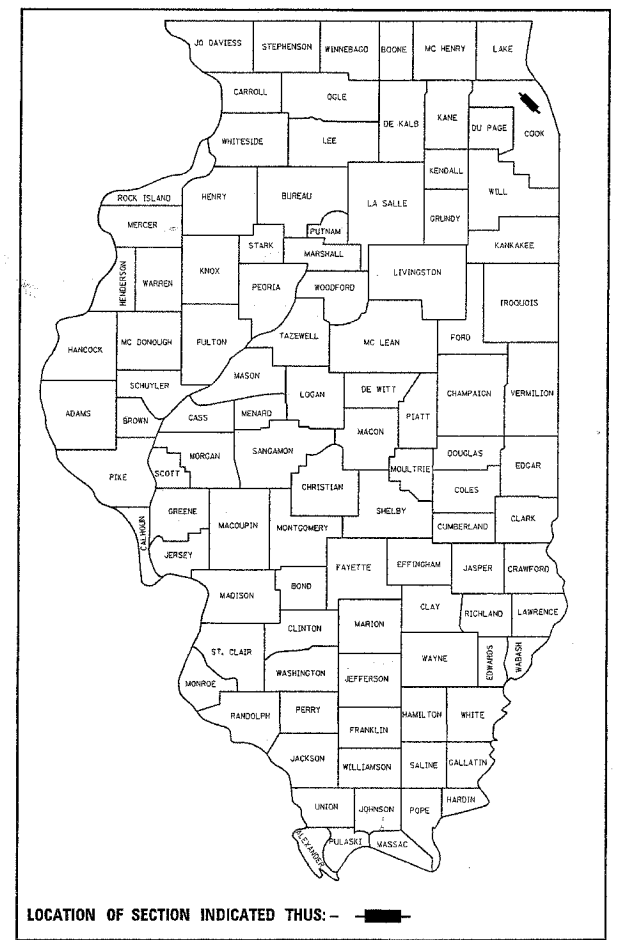 JO DAVIESS STEPHENSON WINNEBAGO BOONE MC HENRY LAKE
CARROLL OGLE DE KALB KANE DU PAGE COOK
WHITESIDE LEE
KENDALL
WILL
ROCK ISLAND HENRY BUREAU LA SALLE
GRUNDY
MERCER PUTNAM
STARK MARSHALL KANKAKEE
HENDERSON WARREN KNOX PEORIA WOODFORD LIVINGSTON IROQUOIS
HANCOCK MC DONOUGH FULTON TAZEWELL MC LEAN FORD
SCHUYLER MASON LOGAN DE WITT CHAMPAIGN VERMILION
ADAMS BROWN CASS MENARD PIATT
MACON
MORGAN SANGAMON DOUGLAS EDGAR
PIKE SCOTT CHRISTIAN MOULTRIE COLES
GREENE MACOUPIN MONTGOMERY SHELBY CUMBERLAND CLARK
CALHOUN JERSEY
FAYETTE EFFINGHAM JASPER CRAWFORD
MADISON BOND CLAY RICHLAND LAWRENCE
CLINTON MARION
ST. CLAIR WAYNE EDWARDS WABASH
MONROE WASHINGTON JEFFERSON
RANDOLPH PERRY HAMILTON WHITE
FRANKLIN
JACKSON WILLIAMSON SALINE GALLATIN
UNION JOHNSON POPE HARDIN
ALEXANDER PULASKI MASSAC
LOCATION OF SECTION INDICATED THUS: –